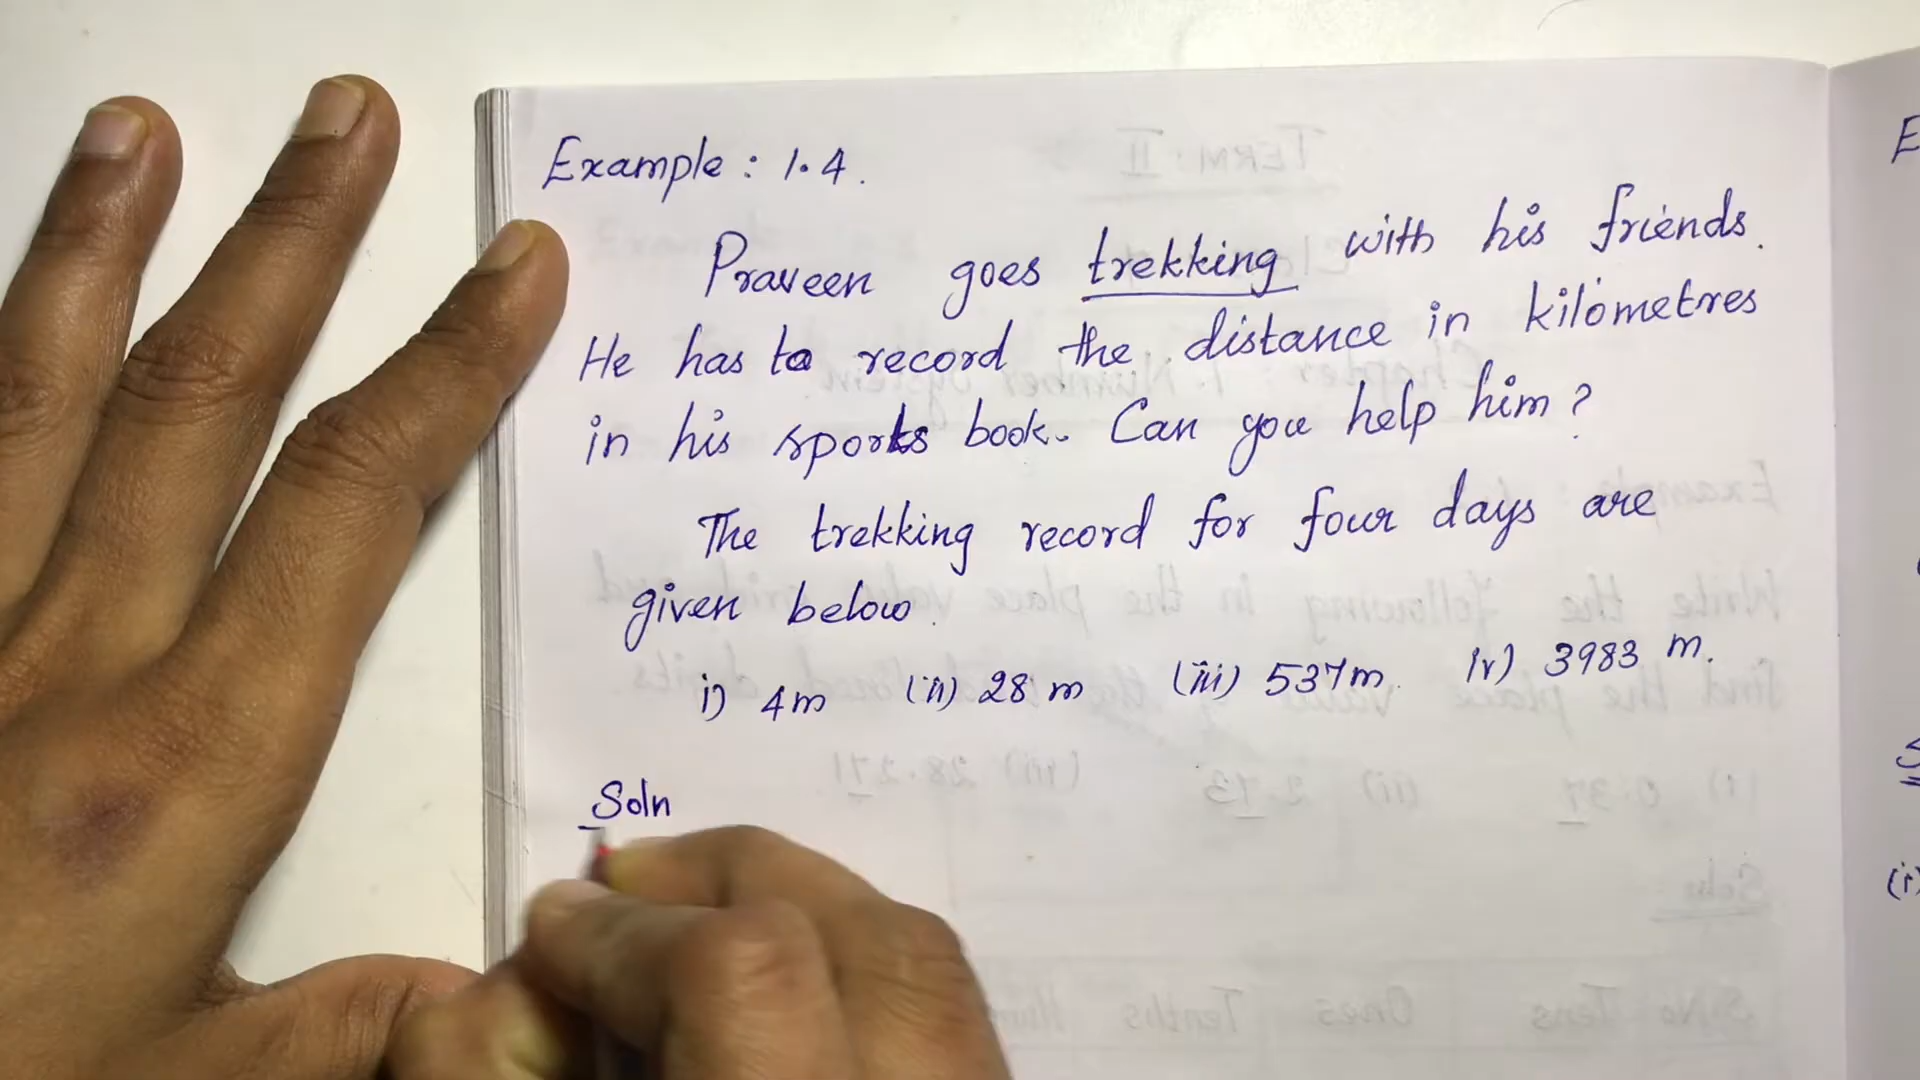 Example : 1.4.
Praveen goes trekking with his friends.
He has to record the distance in kilometres
in his sports book. Can you help him?
The trekking record for four days are
given below.
i) 4m (ii) 28 m (iii) 537m. iv) 3983 m.
Soln